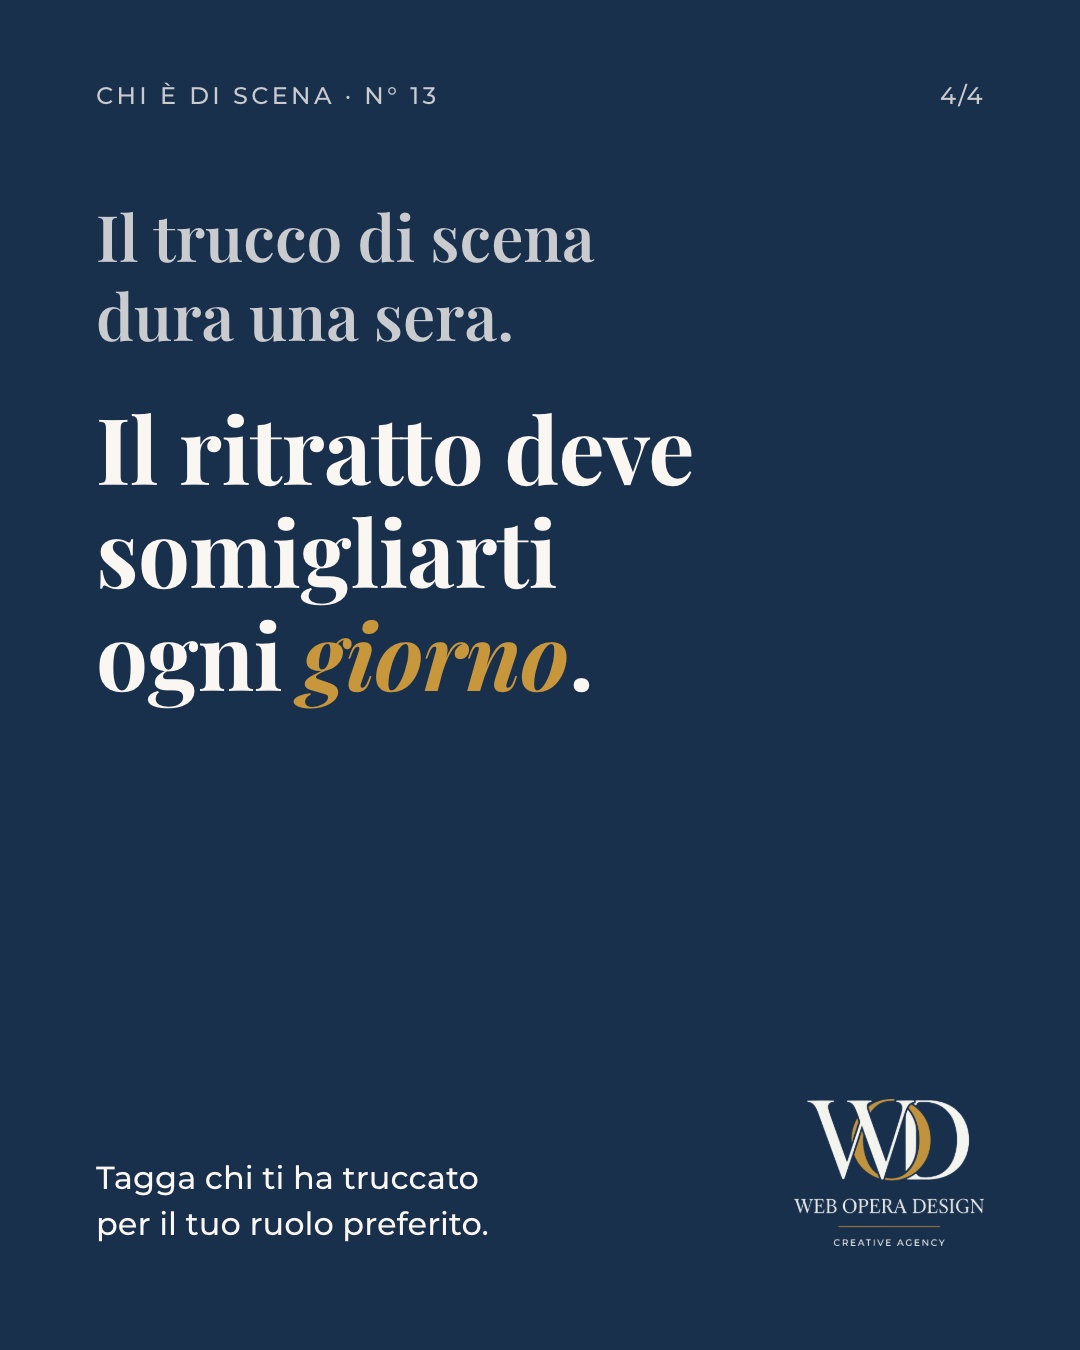 CHI È DI SCENA · N° 13
4/4
Il trucco di scena
dura una sera.
Il ritratto deve
somigliarti
ogni giorno.
Tagga chi ti ha truccato
per il tuo ruolo preferito.
WOD
WEB OPERA DESIGN
CREATIVE AGENCY